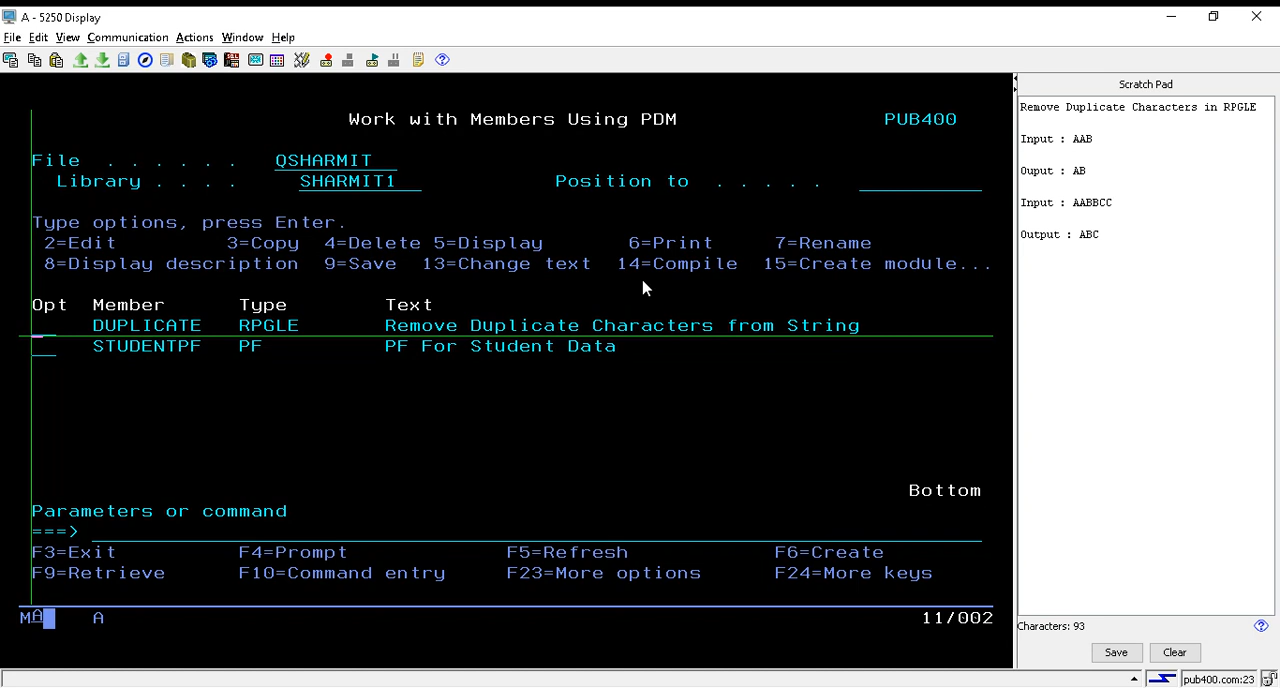 A - 5250 Display
File Edit View Communication Actions Window Help
Work with Members Using PDM PUB400
File . . . . . . QSHARMIT
Library . . . . SHARMIT1 Position to . . . . .
Type options, press Enter.
2=Edit 3=Copy 4=Delete 5=Display 6=Print 7=Rename
8=Display description 9=Save 13=Change text 14=Compile 15=Create module...
Opt Member Type Text
DUPLICATE RPGLE Remove Duplicate Characters from String
STUDENTPF PF PF For Student Data
Bottom
Parameters or command
===>
F3=Exit F4=Prompt F5=Refresh F6=Create
F9=Retrieve F10=Command entry F23=More options F24=More keys
MA A 11/002
Scratch Pad
Remove Duplicate Characters in RPGLE
Input : AAB
Ouput : AB
Input : AABBCC
Output : ABC
Characters: 93
Save Clear
pub400.com:23